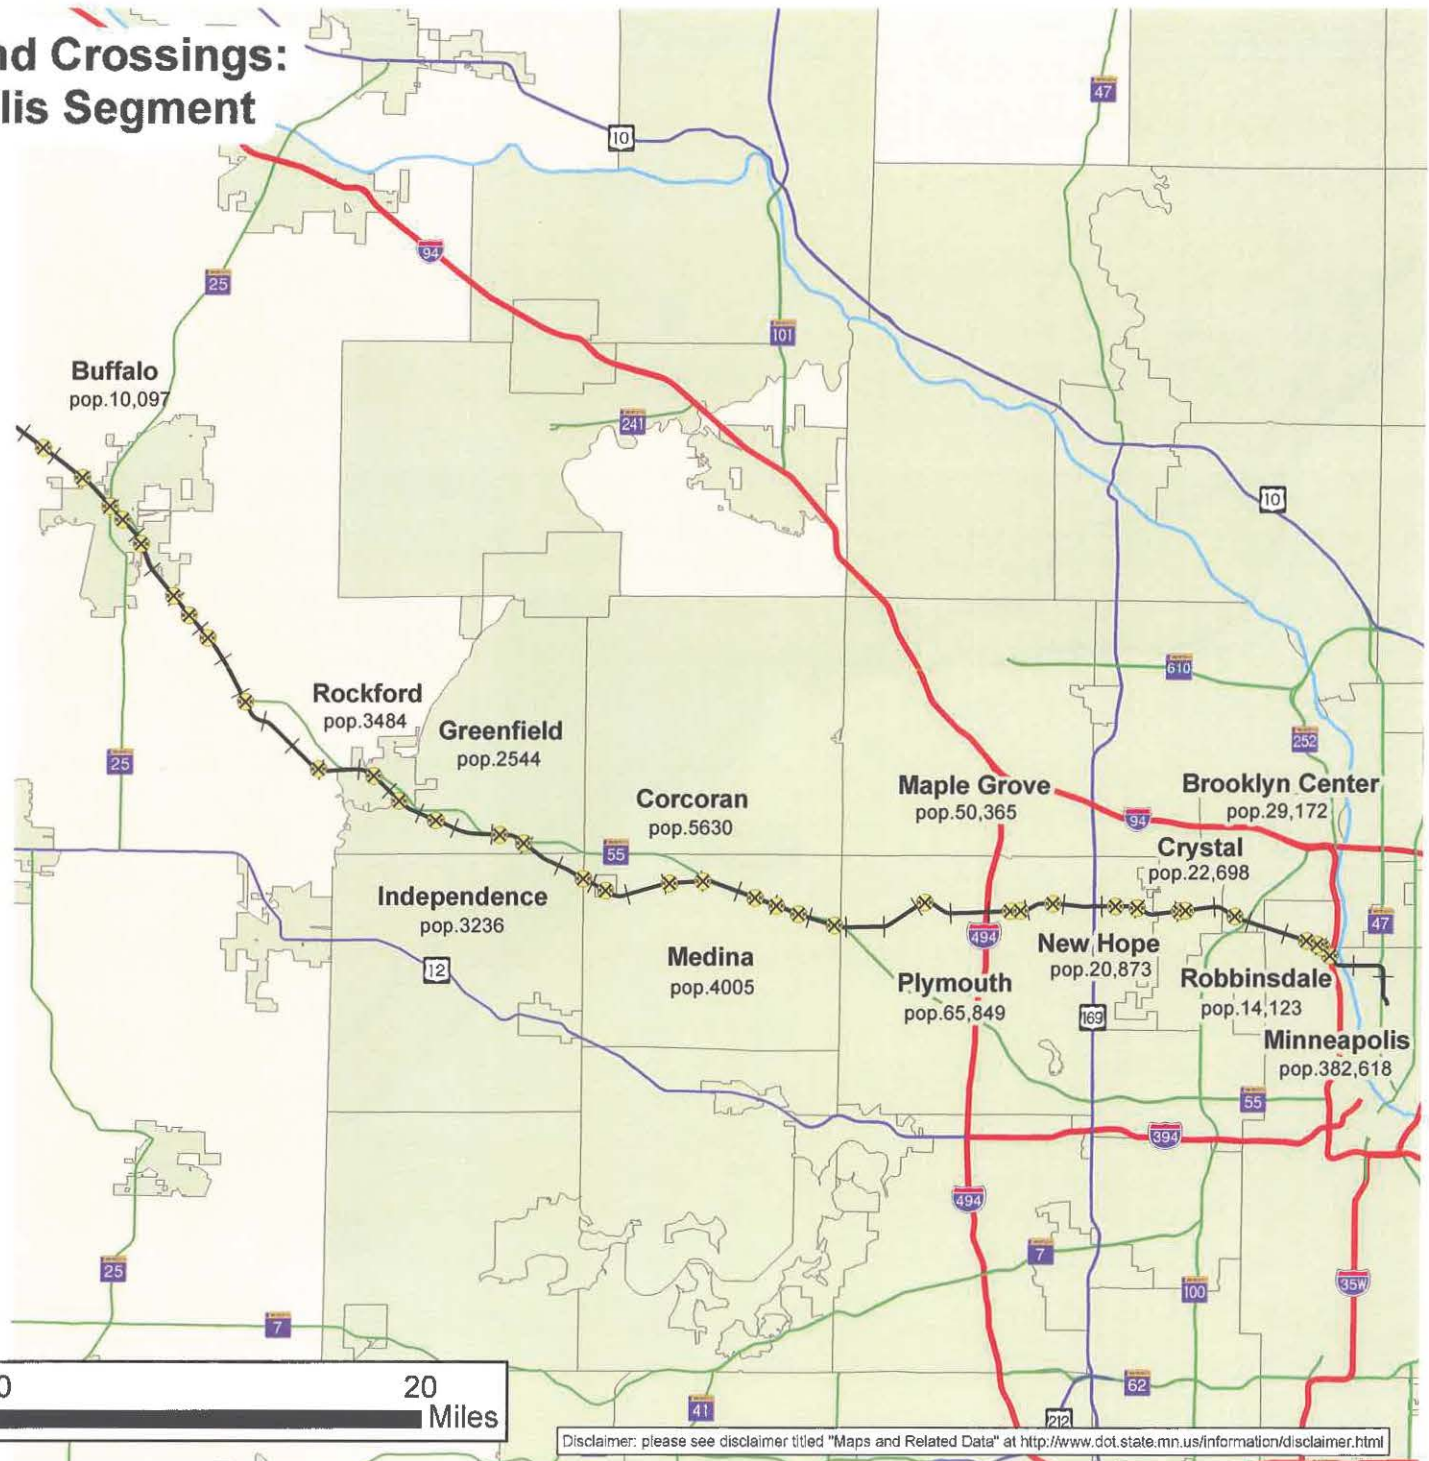 nd Crossings:
lis Segment
47
10
94
25
101
Buffalo
pop.10,097
241
10
610
Rockford
pop.3484
Greenfield
pop.2544
252
25
Maple Grove
pop.50,365
Brooklyn Center
pop.29,172
Corcoran
pop.5630
94
55
Crystal
pop.22,698
Independence
pop.3236
47
494
New Hope
pop.20,873
Medina
pop.4005
12
Plymouth
pop.65,849
Robbinsdale
pop.14,123
169
Minneapolis
pop.382,618
55
394
494
7
25
100
35W
7
62
0 20
Miles
41
212
Disclaimer: please see disclaimer titled "Maps and Related Data" at http://www.dot.state.mn.us/information/disclaimer.html